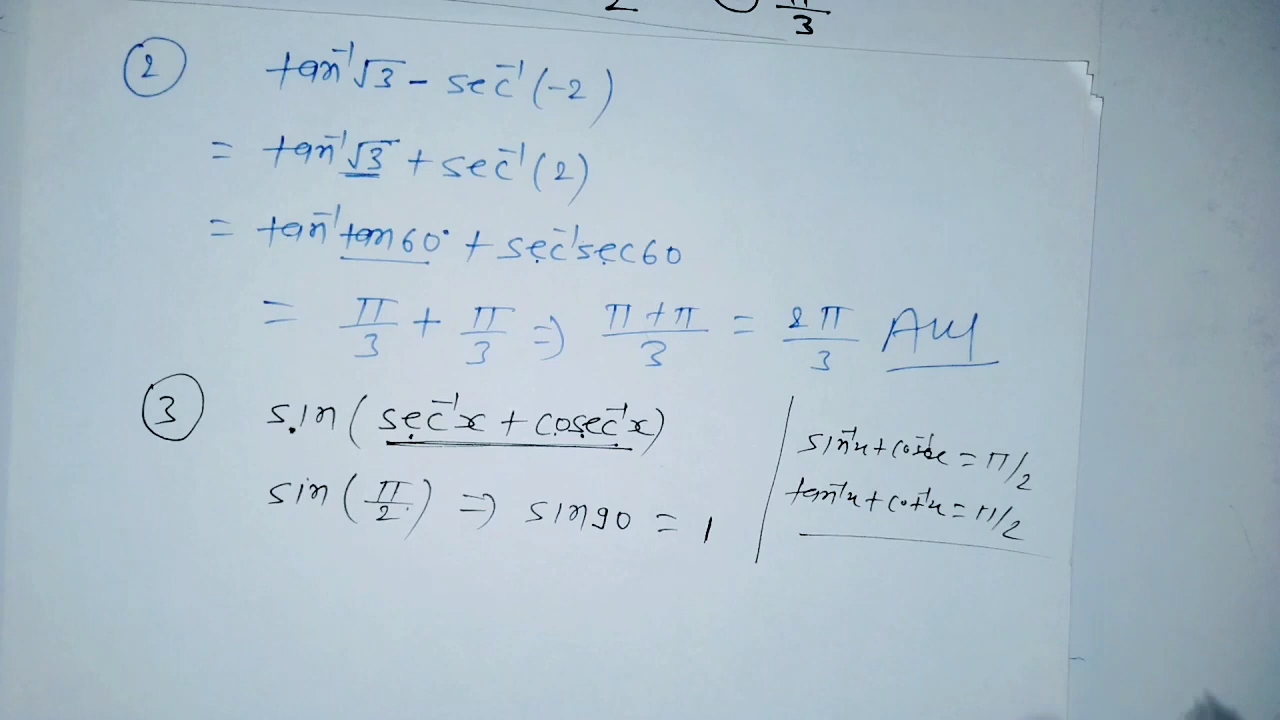 2 π/3
② tan⁻¹√3 - sec⁻¹(-2)
= tan⁻¹√3 + sec⁻¹(2)
= tan⁻¹tan60° + sec⁻¹sec60
= π/3 + π/3 ⇒ π+π/3 = 2π/3 Ans
③ sin(sec⁻¹x + cosec⁻¹x)
sin(π/2) ⇒ sin90 = 1
sin⁻¹x + cos⁻¹x = π/2
tan⁻¹x + cot⁻¹x = π/2